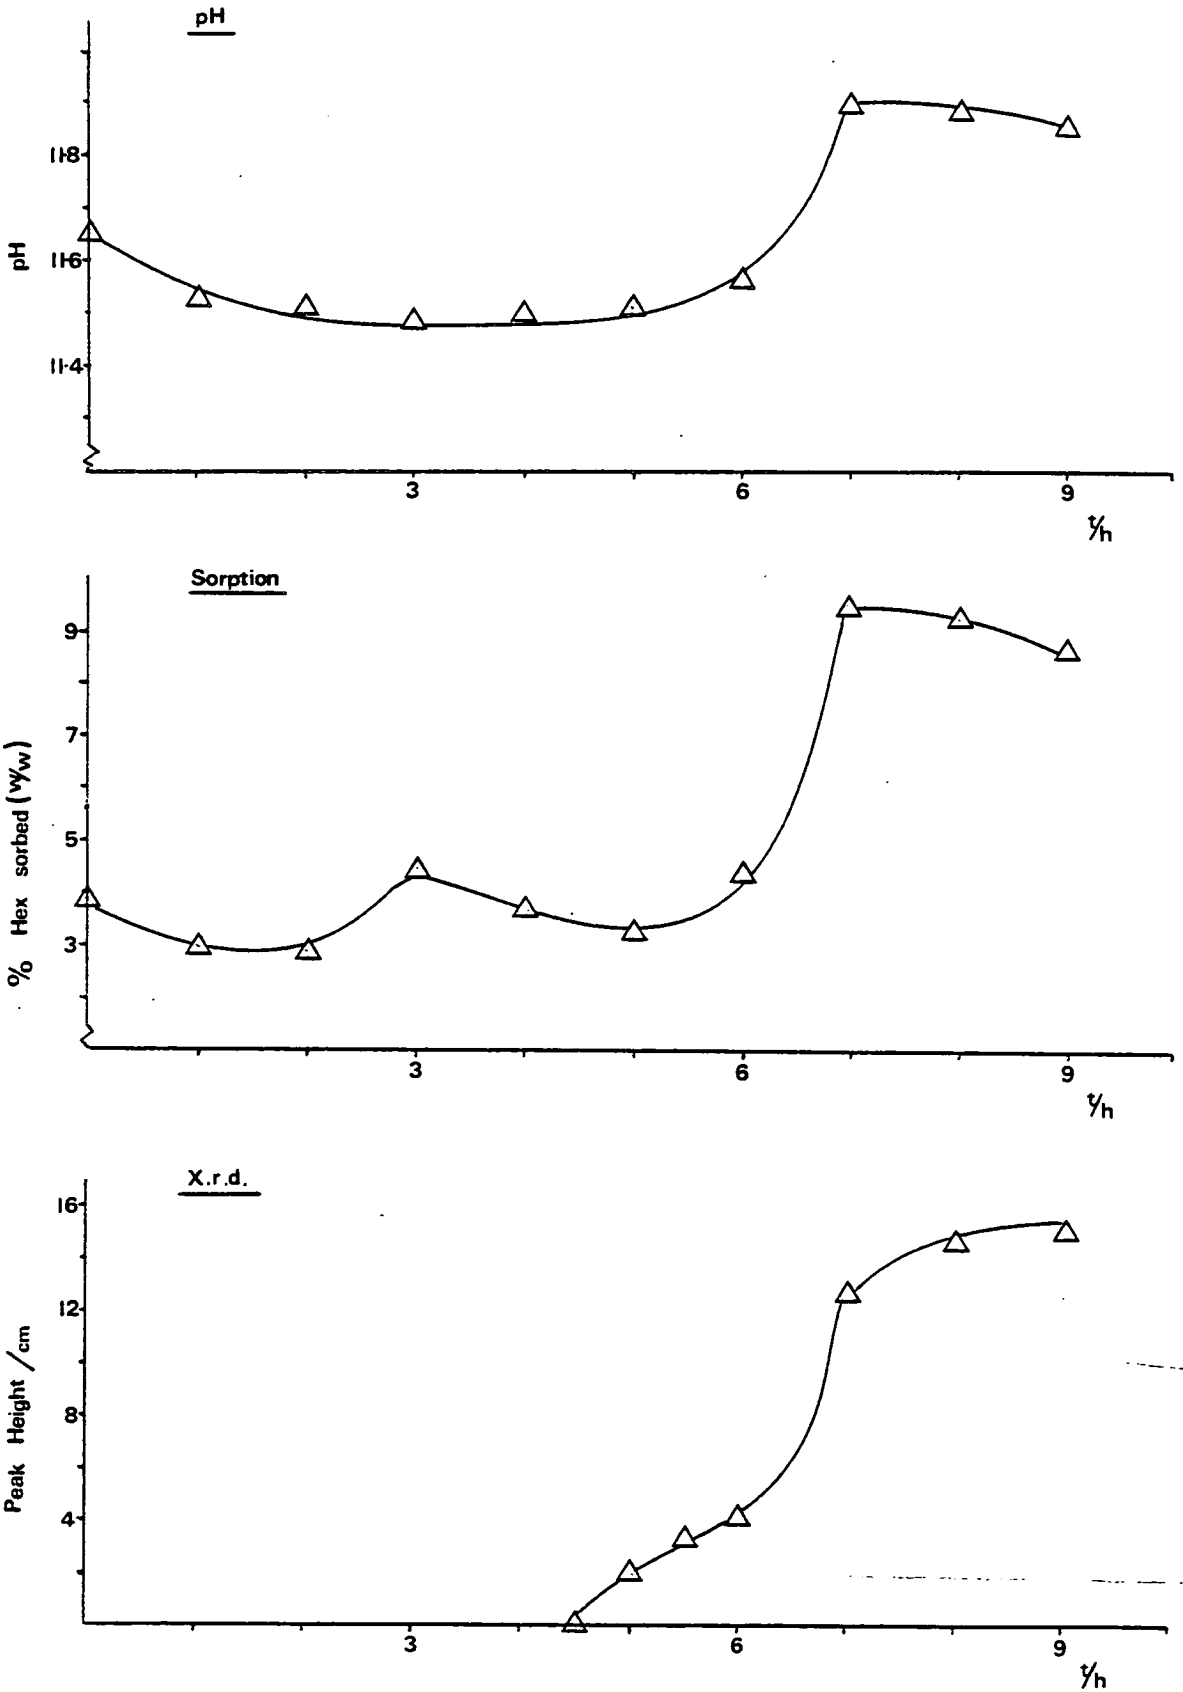 pH
11·8
11·6
11·4
pH
3 6 9
t/h
Sorption
9
7
5
3
% Hex sorbed (w/w)
3 6 9
t/h
X.r.d.
16
12
8
4
Peak Height /cm
3 6 9
t/h